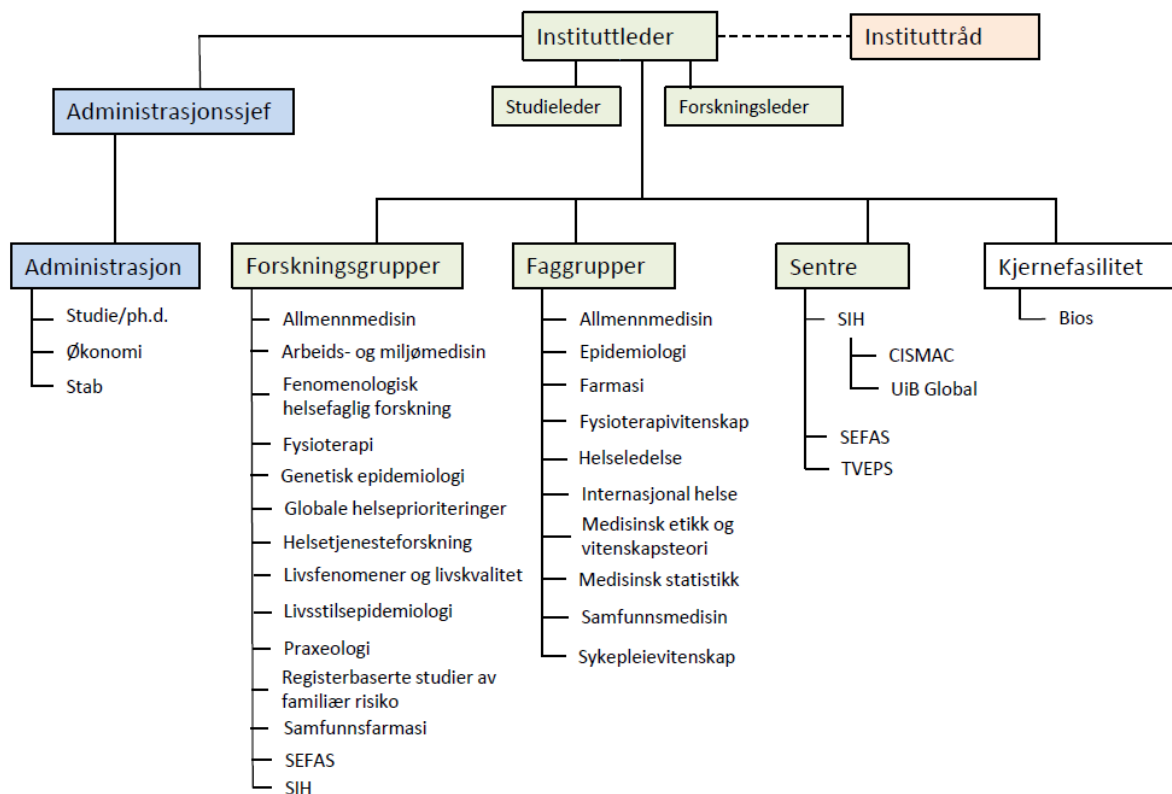 Instituttleder
Instituttråd
Studieleder
Forskningsleder
Administrasjonssjef
Administrasjon
Studie/ph.d.
Økonomi
Stab
Forskningsgrupper
Allmennmedisin
Arbeids- og miljømedisin
Fenomenologisk
helsefaglig forskning
Fysioterapi
Genetisk epidemiologi
Globale helseprioriteringer
Helsetjenesteforskning
Livsfenomener og livskvalitet
Livsstilsepidemiologi
Praxeologi
Registerbaserte studier av
familiær risiko
Samfunnsfarmasi
SEFAS
SIH
Faggrupper
Allmennmedisin
Epidemiologi
Farmasi
Fysioterapivitenskap
Helseledelse
Internasjonal helse
Medisinsk etikk og
vitenskapsteori
Medisinsk statistikk
Samfunnsmedisin
Sykepleievitenskap
Sentre
SIH
CISMAC
UiB Global
SEFAS
TVEPS
Kjernefasilitet
Bios